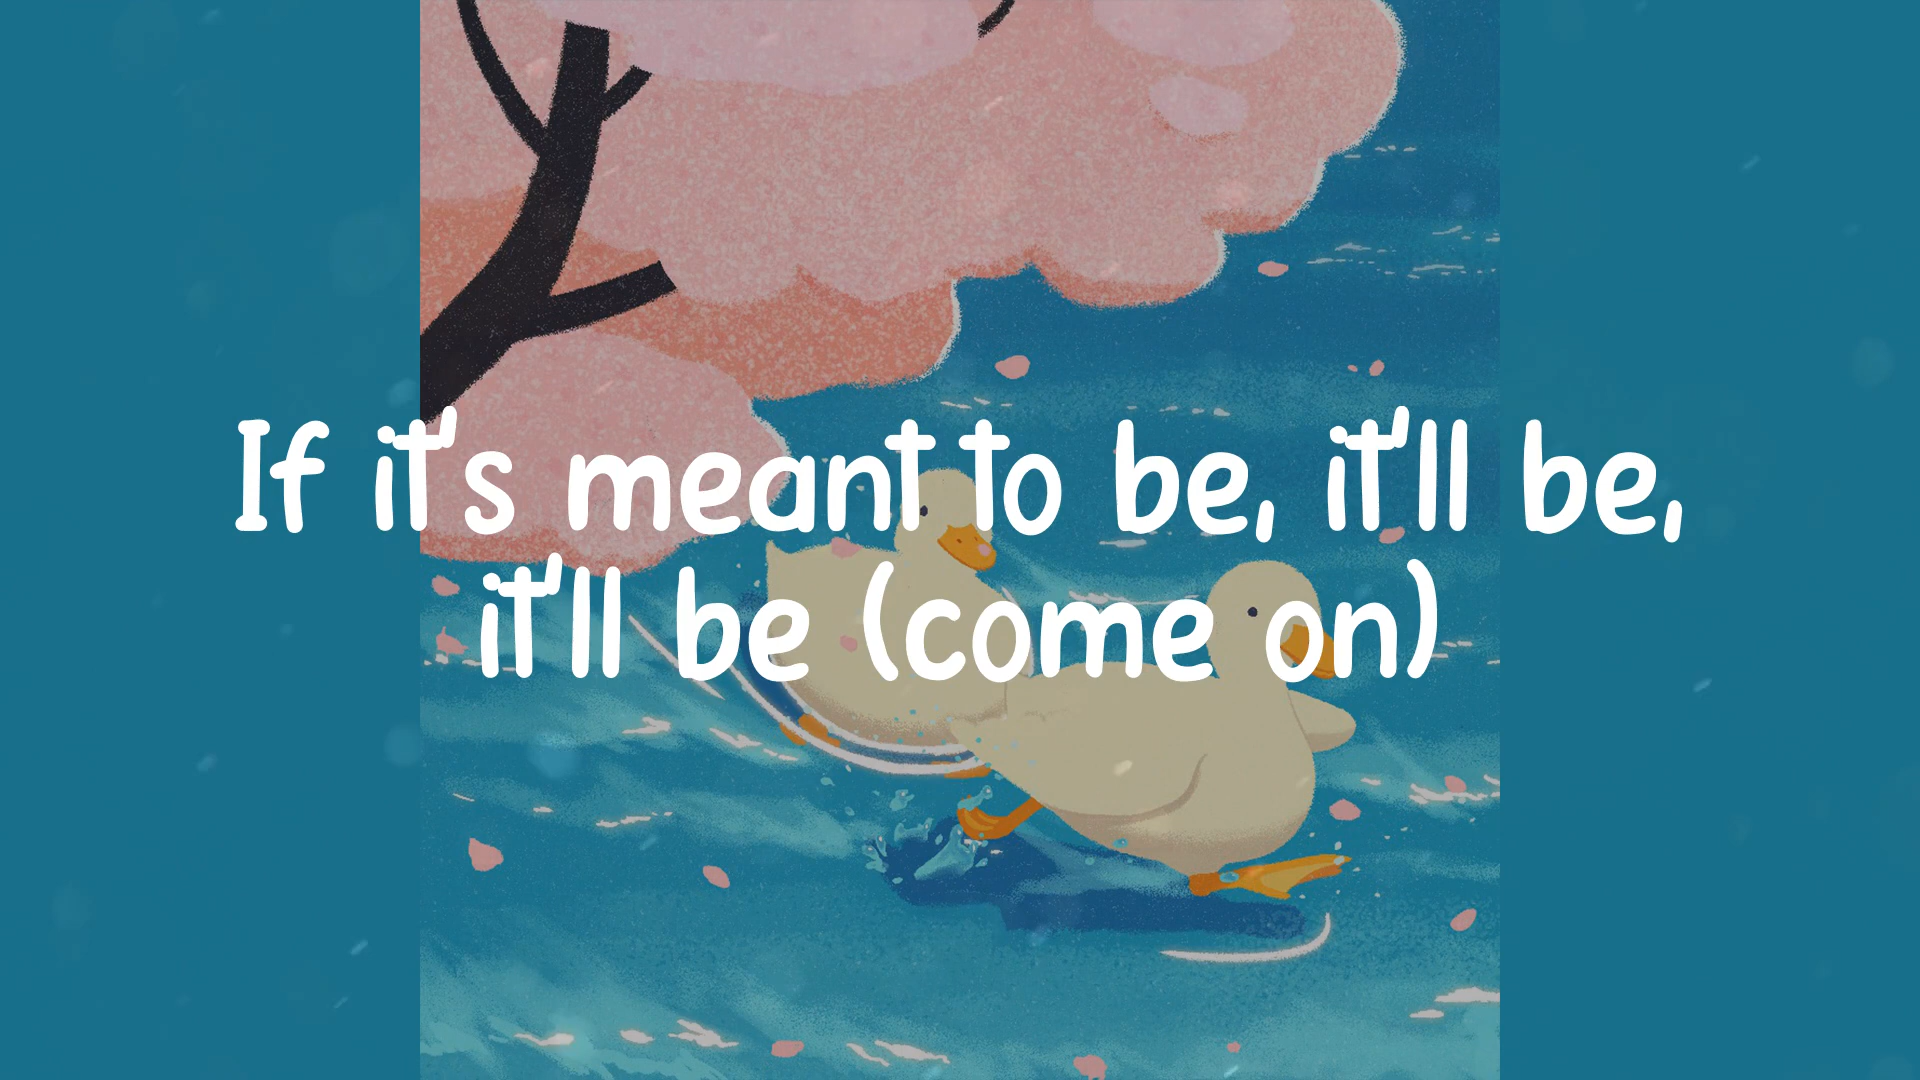 If it's meant to be, it'll be,
it'll be (come on)